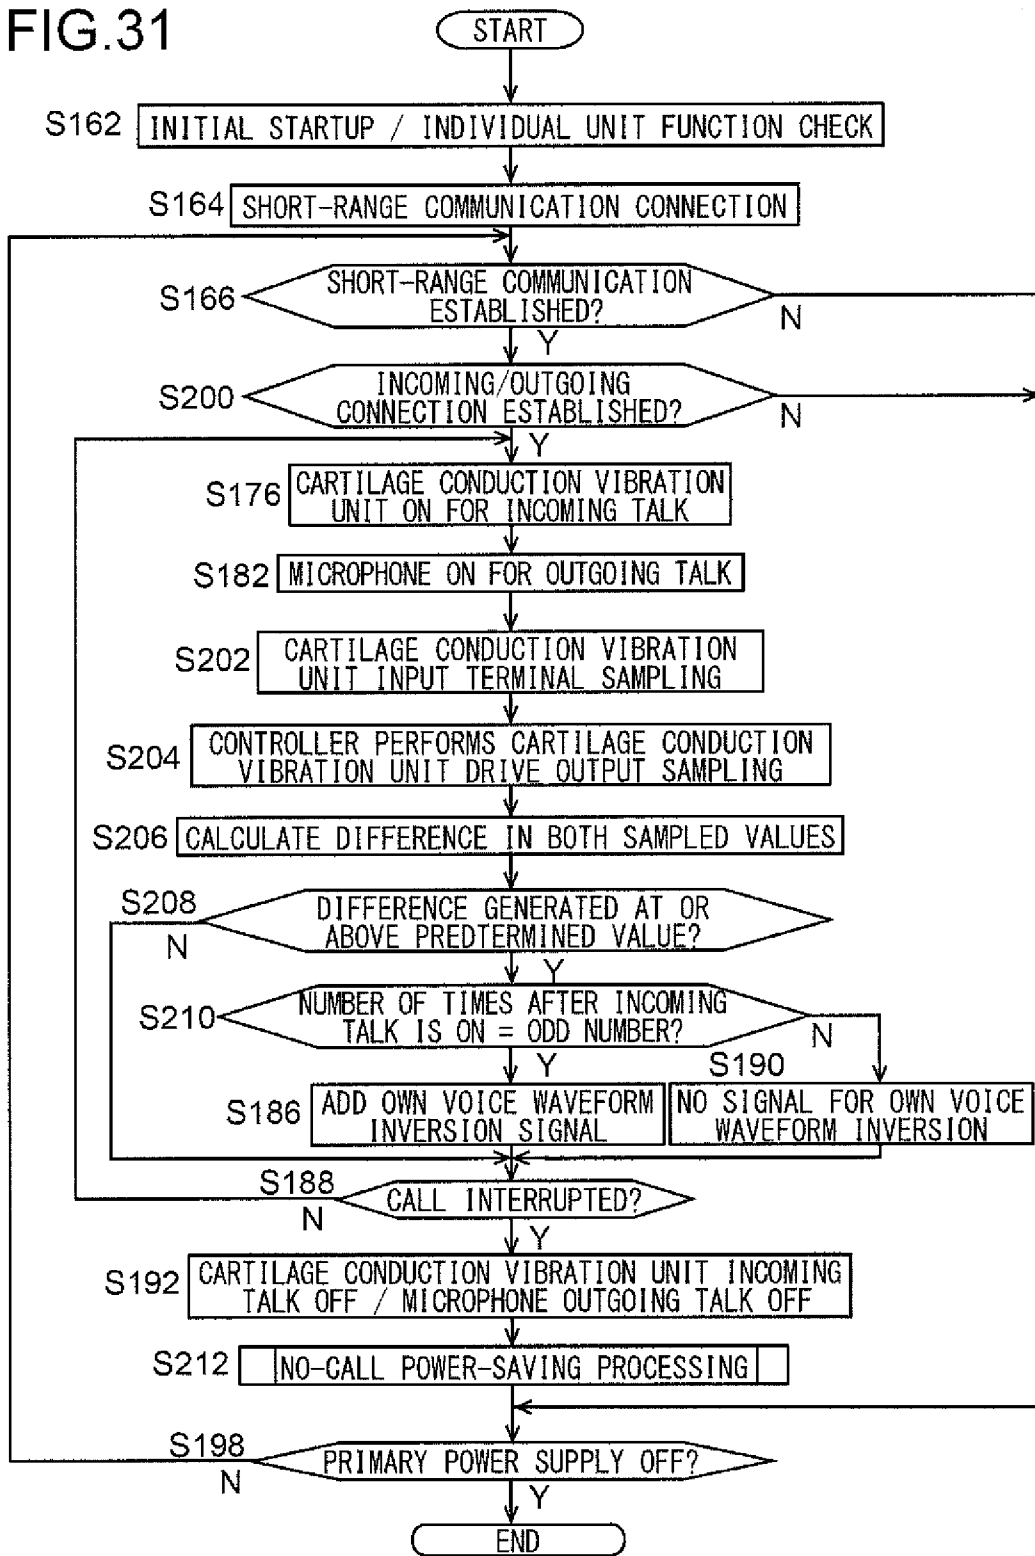 FIG.31
START
S162
INITIAL STARTUP / INDIVIDUAL UNIT FUNCTION CHECK
S164
SHORT-RANGE COMMUNICATION CONNECTION
S166
SHORT-RANGE COMMUNICATION
ESTABLISHED?
N
Y
S200
INCOMING/OUTGOING
CONNECTION ESTABLISHED?
N
Y
S176
CARTILAGE CONDUCTION VIBRATION
UNIT ON FOR INCOMING TALK
S182
MICROPHONE ON FOR OUTGOING TALK
S202
CARTILAGE CONDUCTION VIBRATION
UNIT INPUT TERMINAL SAMPLING
S204
CONTROLLER PERFORMS CARTILAGE CONDUCTION
VIBRATION UNIT DRIVE OUTPUT SAMPLING
S206
CALCULATE DIFFERENCE IN BOTH SAMPLED VALUES
S208
DIFFERENCE GENERATED AT OR
ABOVE PREDTERMINED VALUE?
N
Y
S210
NUMBER OF TIMES AFTER INCOMING
TALK IS ON = ODD NUMBER?
N
Y
S186
ADD OWN VOICE WAVEFORM
INVERSION SIGNAL
S190
NO SIGNAL FOR OWN VOICE
WAVEFORM INVERSION
S188
CALL INTERRUPTED?
N
Y
S192
CARTILAGE CONDUCTION VIBRATION UNIT INCOMING
TALK OFF / MICROPHONE OUTGOING TALK OFF
S212
NO-CALL POWER-SAVING PROCESSING
S198
PRIMARY POWER SUPPLY OFF?
N
Y
END